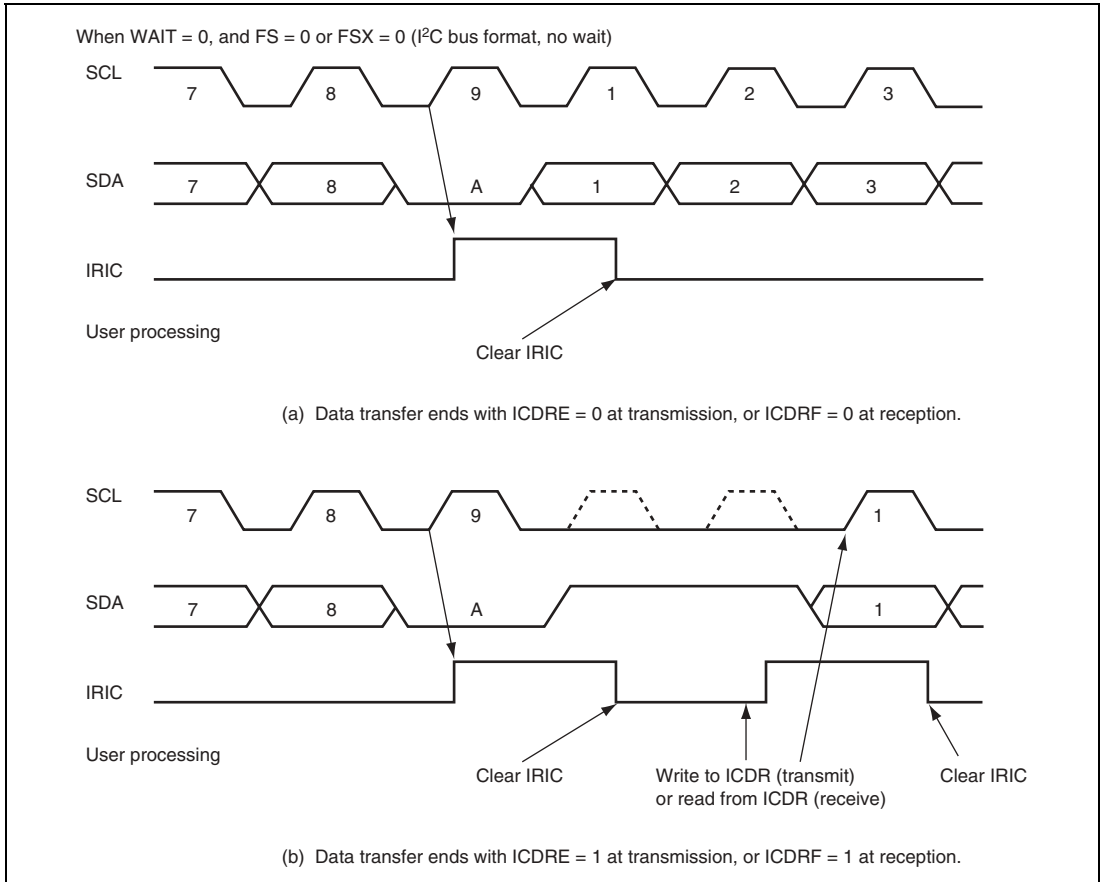 When WAIT = 0, and FS = 0 or FSX = 0 (I²C bus format, no wait)
SCL 7 8 9 1 2 3
SDA 7 8 A 1 2 3
IRIC
User processing
Clear IRIC
(a) Data transfer ends with ICDRE = 0 at transmission, or ICDRF = 0 at reception.
SCL 7 8 9 1
SDA 7 8 A 1
IRIC
User processing
Clear IRIC Write to ICDR (transmit) Clear IRIC
or read from ICDR (receive)
(b) Data transfer ends with ICDRE = 1 at transmission, or ICDRF = 1 at reception.